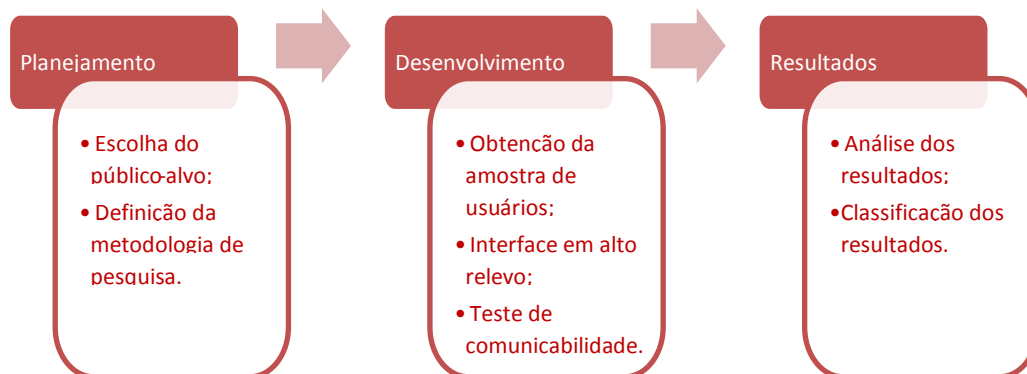 Planejamento
• Escolha do
público-alvo;
• Definição da
metodologia de
pesquisa.
Desenvolvimento
• Obtenção da
amostra de
usuários;
• Interface em alto
relevo;
• Teste de
comunicabilidade.
Resultados
• Análise dos
resultados;
•Classificação dos
resultados.